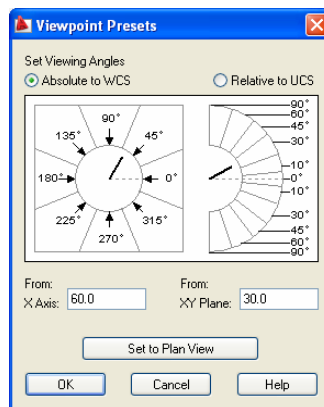 Viewpoint Presets
Set Viewing Angles
Absolute to WCS
Relative to UCS
90°
135°
45°
180°
0°
225°
315°
270°
90°
60°
45°
30°
10°
0°
10°
30°
45°
60°
90°
From:
X Axis: 60.0
From:
XY Plane: 30.0
Set to Plan View
OK
Cancel
Help